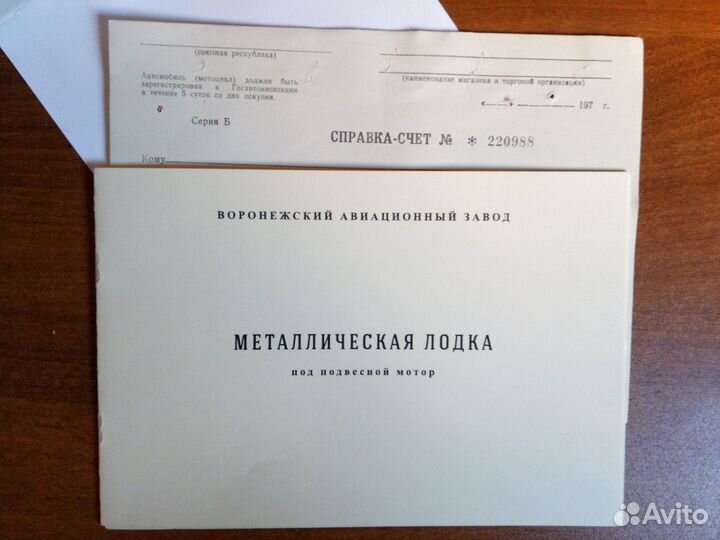 (союзная республика)
(наименование магазина и торговой организации)
Автомобиль (мотоцикл) должен быть
зарегистрирован в Госавтоинспекции
в течение 5 суток со дня покупки.
« » 197 г.
Серия Б
СПРАВКА-СЧЕТ № * 220988
Кому
ВОРОНЕЖСКИЙ АВИАЦИОННЫЙ ЗАВОД
МЕТАЛЛИЧЕСКАЯ ЛОДКА
ПОД ПОДВЕСНОЙ МОТОР
Avito